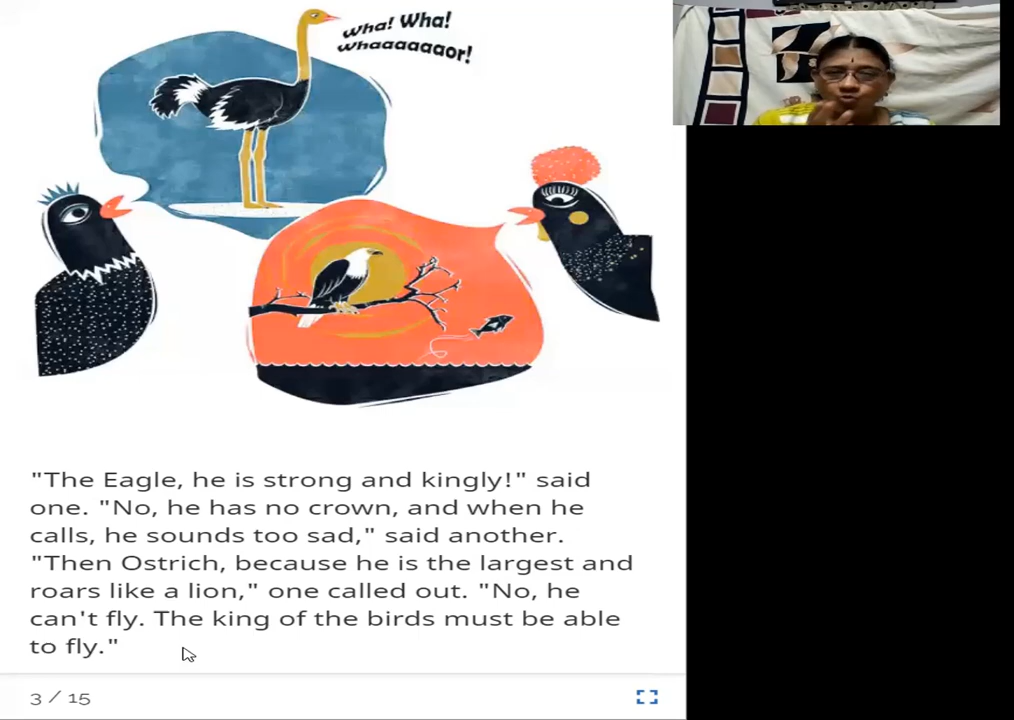 Wha! Wha!
Whaaaaaaor!
"The Eagle, he is strong and kingly!" said
one. "No, he has no crown, and when he
calls, he sounds too sad," said another.
"Then Ostrich, because he is the largest and
roars like a lion," one called out. "No, he
can't fly. The king of the birds must be able
to fly."
3 / 15